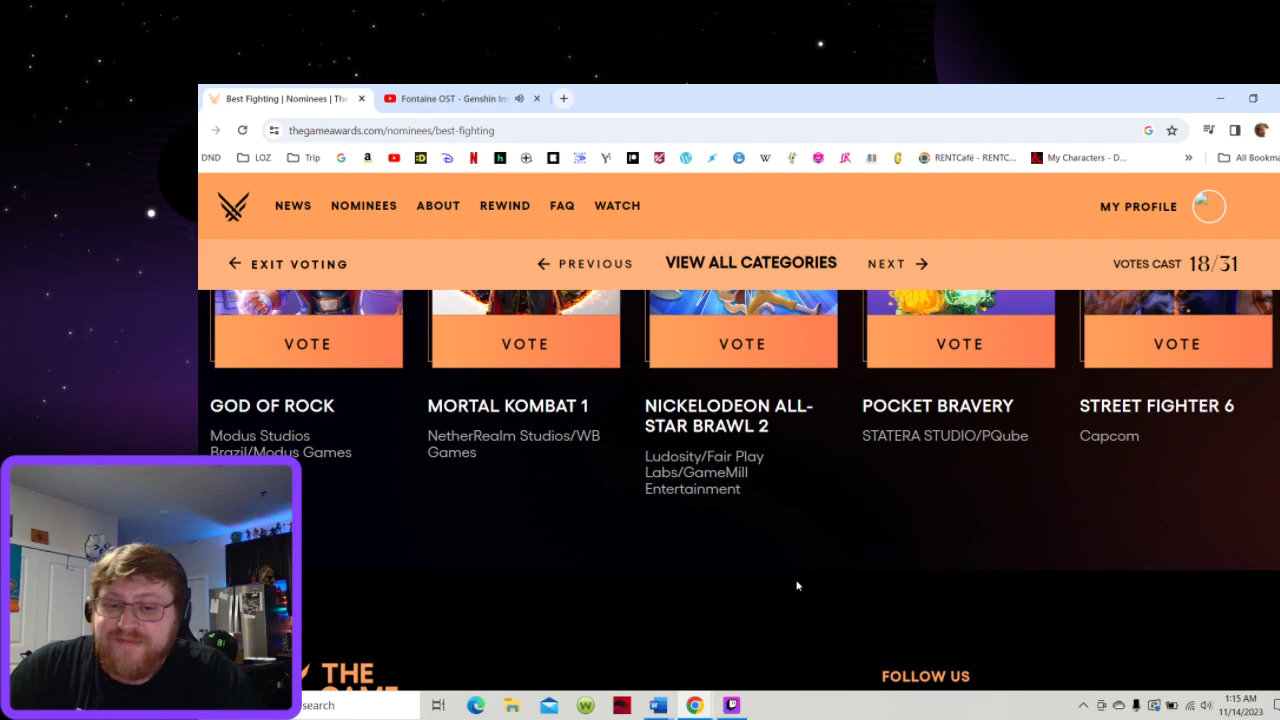 Best Fighting | Nominees | The
Fontaine OST - Genshin Im
thegameawards.com/nominees/best-fighting
DND LOZ Trip RENTCafé - RENTC... My Characters - D... » All Bookma
NEWS NOMINEES ABOUT REWIND FAQ WATCH MY PROFILE
EXIT VOTING PREVIOUS VIEW ALL CATEGORIES NEXT VOTES CAST 18/31
VOTE VOTE VOTE VOTE VOTE
GOD OF ROCK
Modus Studios
Brazil/Modus Games
MORTAL KOMBAT 1
NetherRealm Studios/WB
Games
NICKELODEON ALL-
STAR BRAWL 2
Ludosity/Fair Play
Labs/GameMill
Entertainment
POCKET BRAVERY
STATERA STUDIO/PQube
STREET FIGHTER 6
Capcom
THE
FOLLOW US
search
1:15 AM
11/14/2023